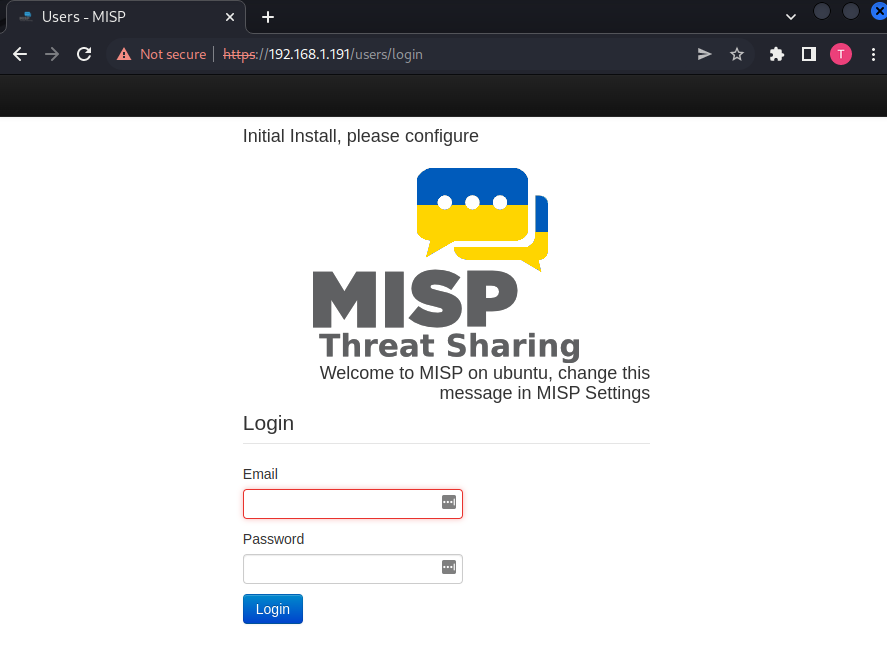 Users - MISP
Not secure https://192.168.1.191/users/login
T
Initial Install, please configure
MISP
Threat Sharing
Welcome to MISP on ubuntu, change this
message in MISP Settings
Login
Email
Password
Login